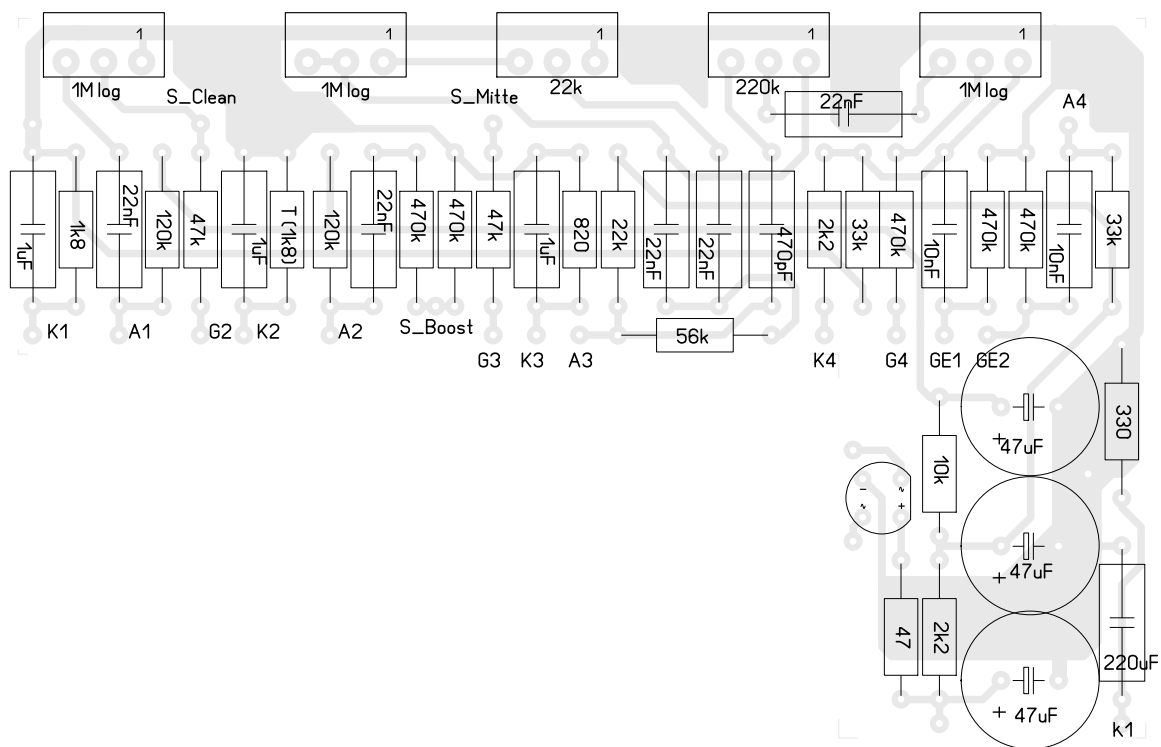 1
1
1
1
1
1M log
S_Clean
1M log
S_Mitte
22k
220k
22nF
1M log
A4
1uF
1k8
22nF
120k
47k
1uF
T(1k8)
120k
22nF
470k
470k
47k
1uF
820
22k
22nF
22nF
470pF
2k2
33k
470k
10nF
470k
470k
10nF
33k
K1
A1
G2
K2
A2
S_Boost
G3
K3
A3
56k
K4
G4
GE1
GE2
+
47uF
330
10k
~
~
-
+
+
47uF
47
2k2
220uF
+
47uF
K1